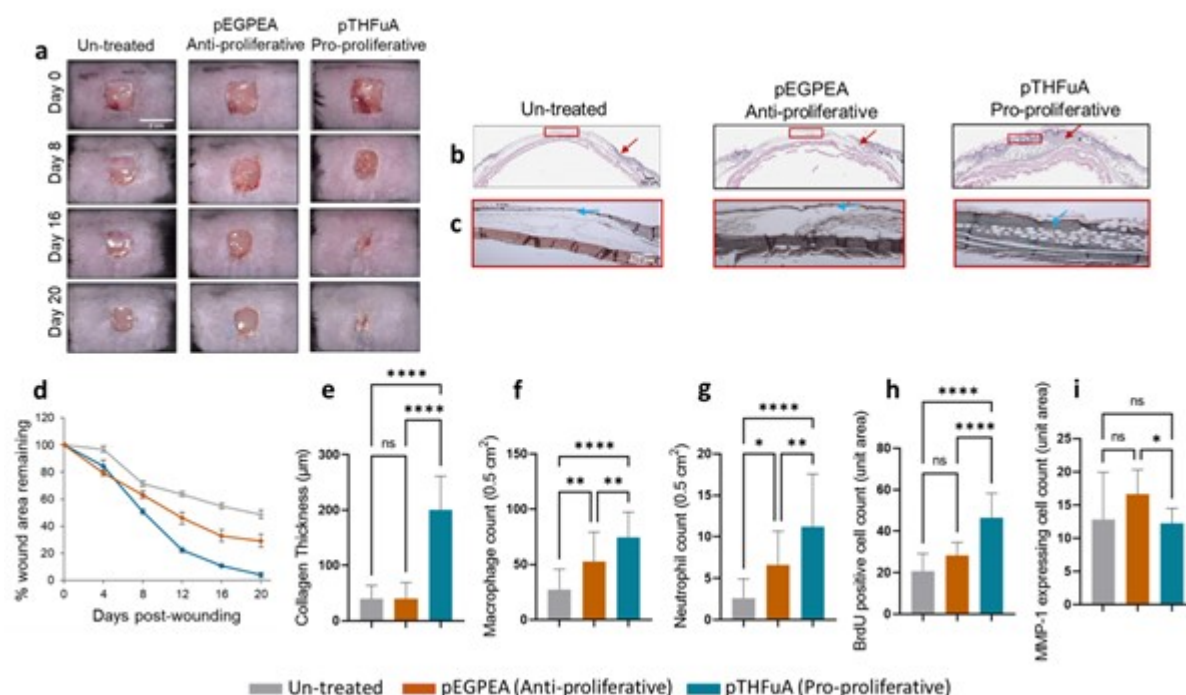 a
Un-treated
pEGPEA
Anti-proliferative
pTHFuA
Pro-proliferative
Day 0
Day 8
Day 16
Day 20
Un-treated
pEGPEA
Anti-proliferative
pTHFuA
Pro-proliferative
b
c
d
% wound area remaining
120
100
80
60
40
20
0
0 4 8 12 16 20
Days post-wounding
e
****
****
ns
Collagen Thickness (µm)
300
200
100
0
f
****
** **
Macrophage count (0.5 cm²)
150
100
50
0
g
****
* **
Neutrophil count (0.5 cm²)
20
15
10
5
0
h
****
****
ns
BrdU positive cell count (unit area)
80
60
40
20
0
i
ns
ns *
MMP-1 expressing cell count (unit area)
25
20
15
10
5
0
Un-treated pEGPEA (Anti-proliferative) pTHFuA (Pro-proliferative)